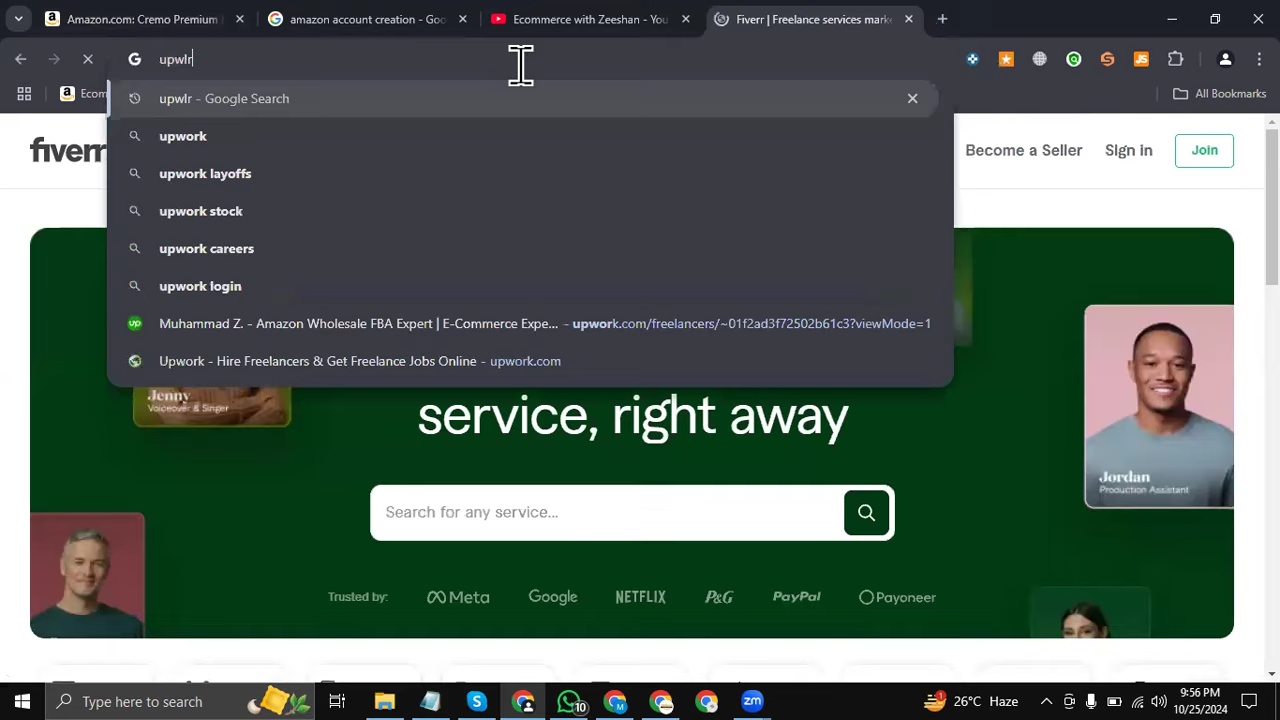 Amazon.com: Cremo Premium
amazon account creation - Goo
Ecommerce with Zeeshan - You
Fiverr | Freelance services mark
upwlr
Ecom
All Bookmarks
upwlr - Google Search
upwork
upwork layoffs
upwork stock
upwork careers
upwork login
Muhammad Z. - Amazon Wholesale FBA Expert | E-Commerce Expe... - upwork.com/freelancers/~01f2ad3f72502b61c3?viewMode=1
Upwork - Hire Freelancers & Get Freelance Jobs Online - upwork.com
fiverr
Become a Seller
Sign in
Join
Jenny
Voiceover & Singer
service, right away
Jordan
Production Assistant
Search for any service...
Trusted by:
Meta
Google
NETFLIX
P&G
PayPal
Payoneer
Type here to search
10
1
26°C Haze
9:56 PM
10/25/2024